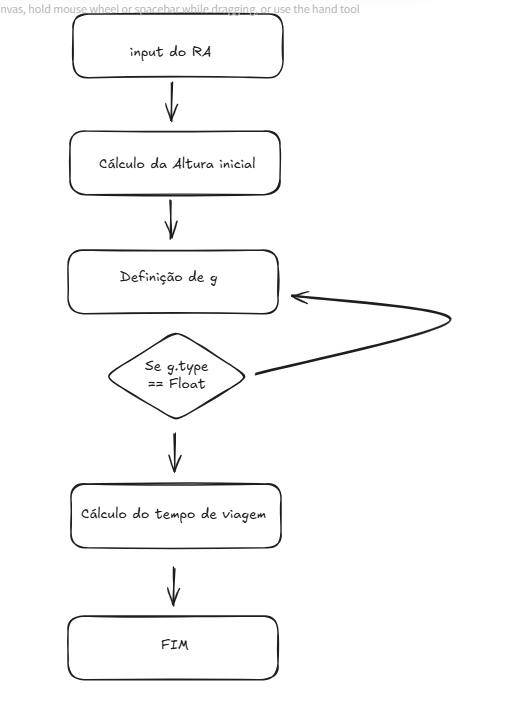 nvas, hold mouse wheel or spacebar while dragging, or use the hand tool
input do RA
Cálculo da Altura inicial
Definição de g
Se g.type
== Float
Cálculo do tempo de viagem
FIM